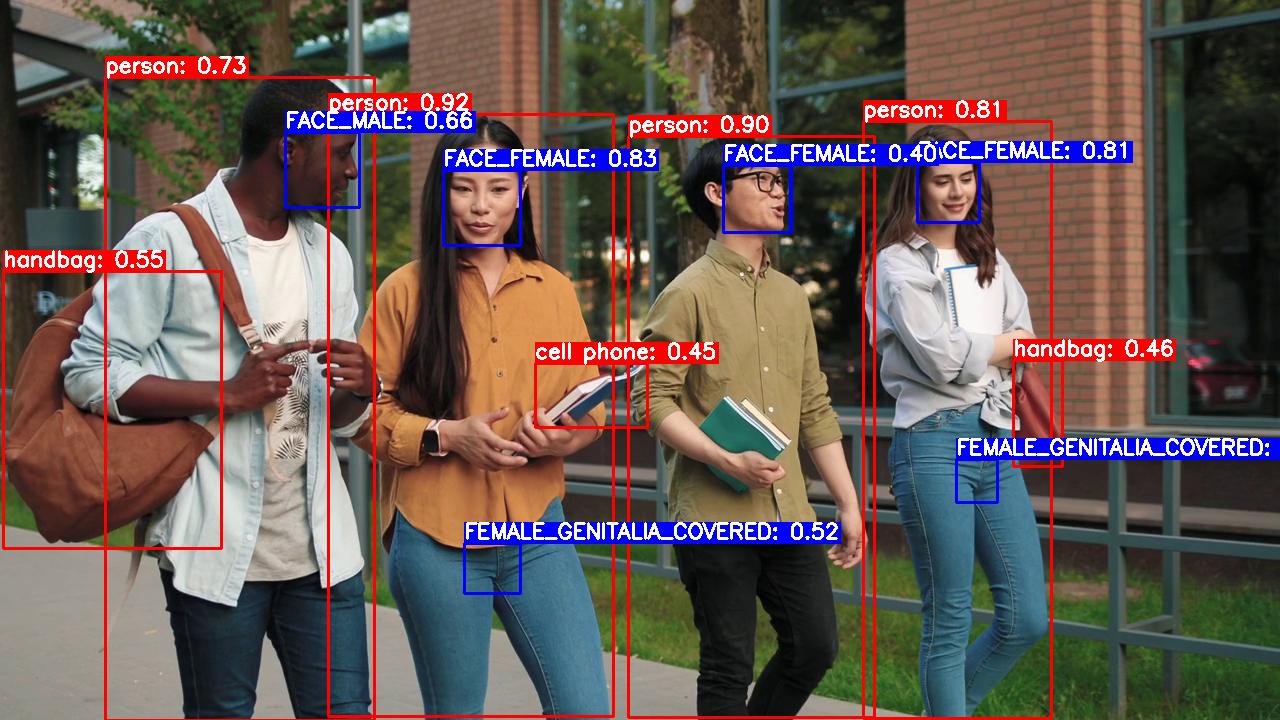 person: 0.73
person: 0.92
FACE_MALE: 0.66
person: 0.81
person: 0.90
FACE_FEMALE: 0.83
FACE_FEMALE: 0.40
FACE_FEMALE: 0.81
handbag: 0.55
cell phone: 0.45
handbag: 0.46
FEMALE_GENITALIA_COVERED:
FEMALE_GENITALIA_COVERED: 0.52